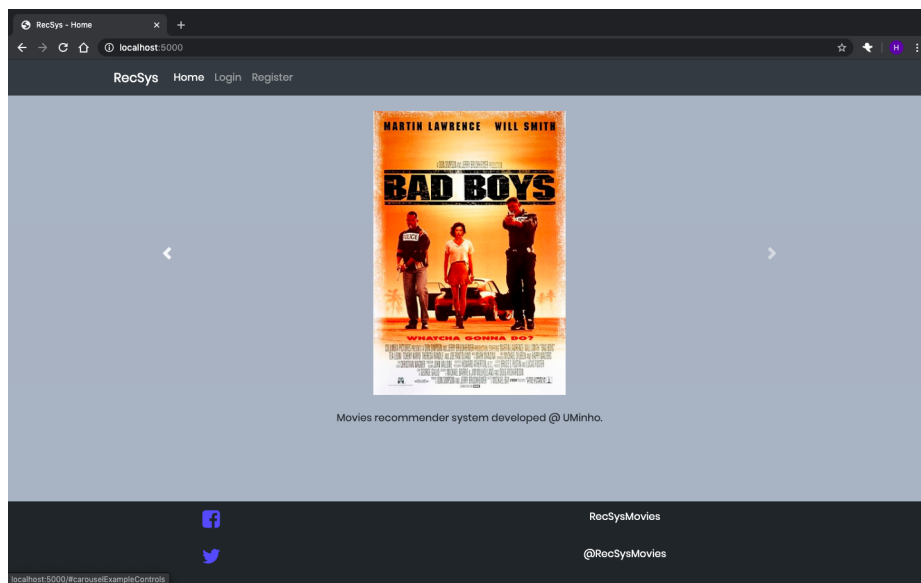 RecSys - Home
localhost:5000
H
RecSys Home Login Register
MARTIN LAWRENCE WILL SMITH
BAD BOYS
POLICE
WHATCHA GONNA DO?
Movies recommender system developed @ UMinho.
RecSysMovies
@RecSysMovies
localhost:5000/#carouselExampleControls